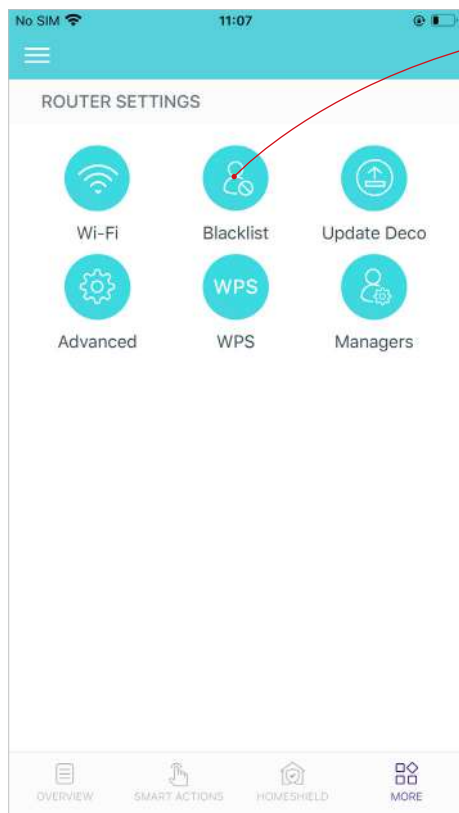 No SIM 11:07
ROUTER SETTINGS
Wi-Fi Blacklist Update Deco
WPS
Advanced WPS Managers
OVERVIEW SMART ACTIONS HOMESHIELD MORE